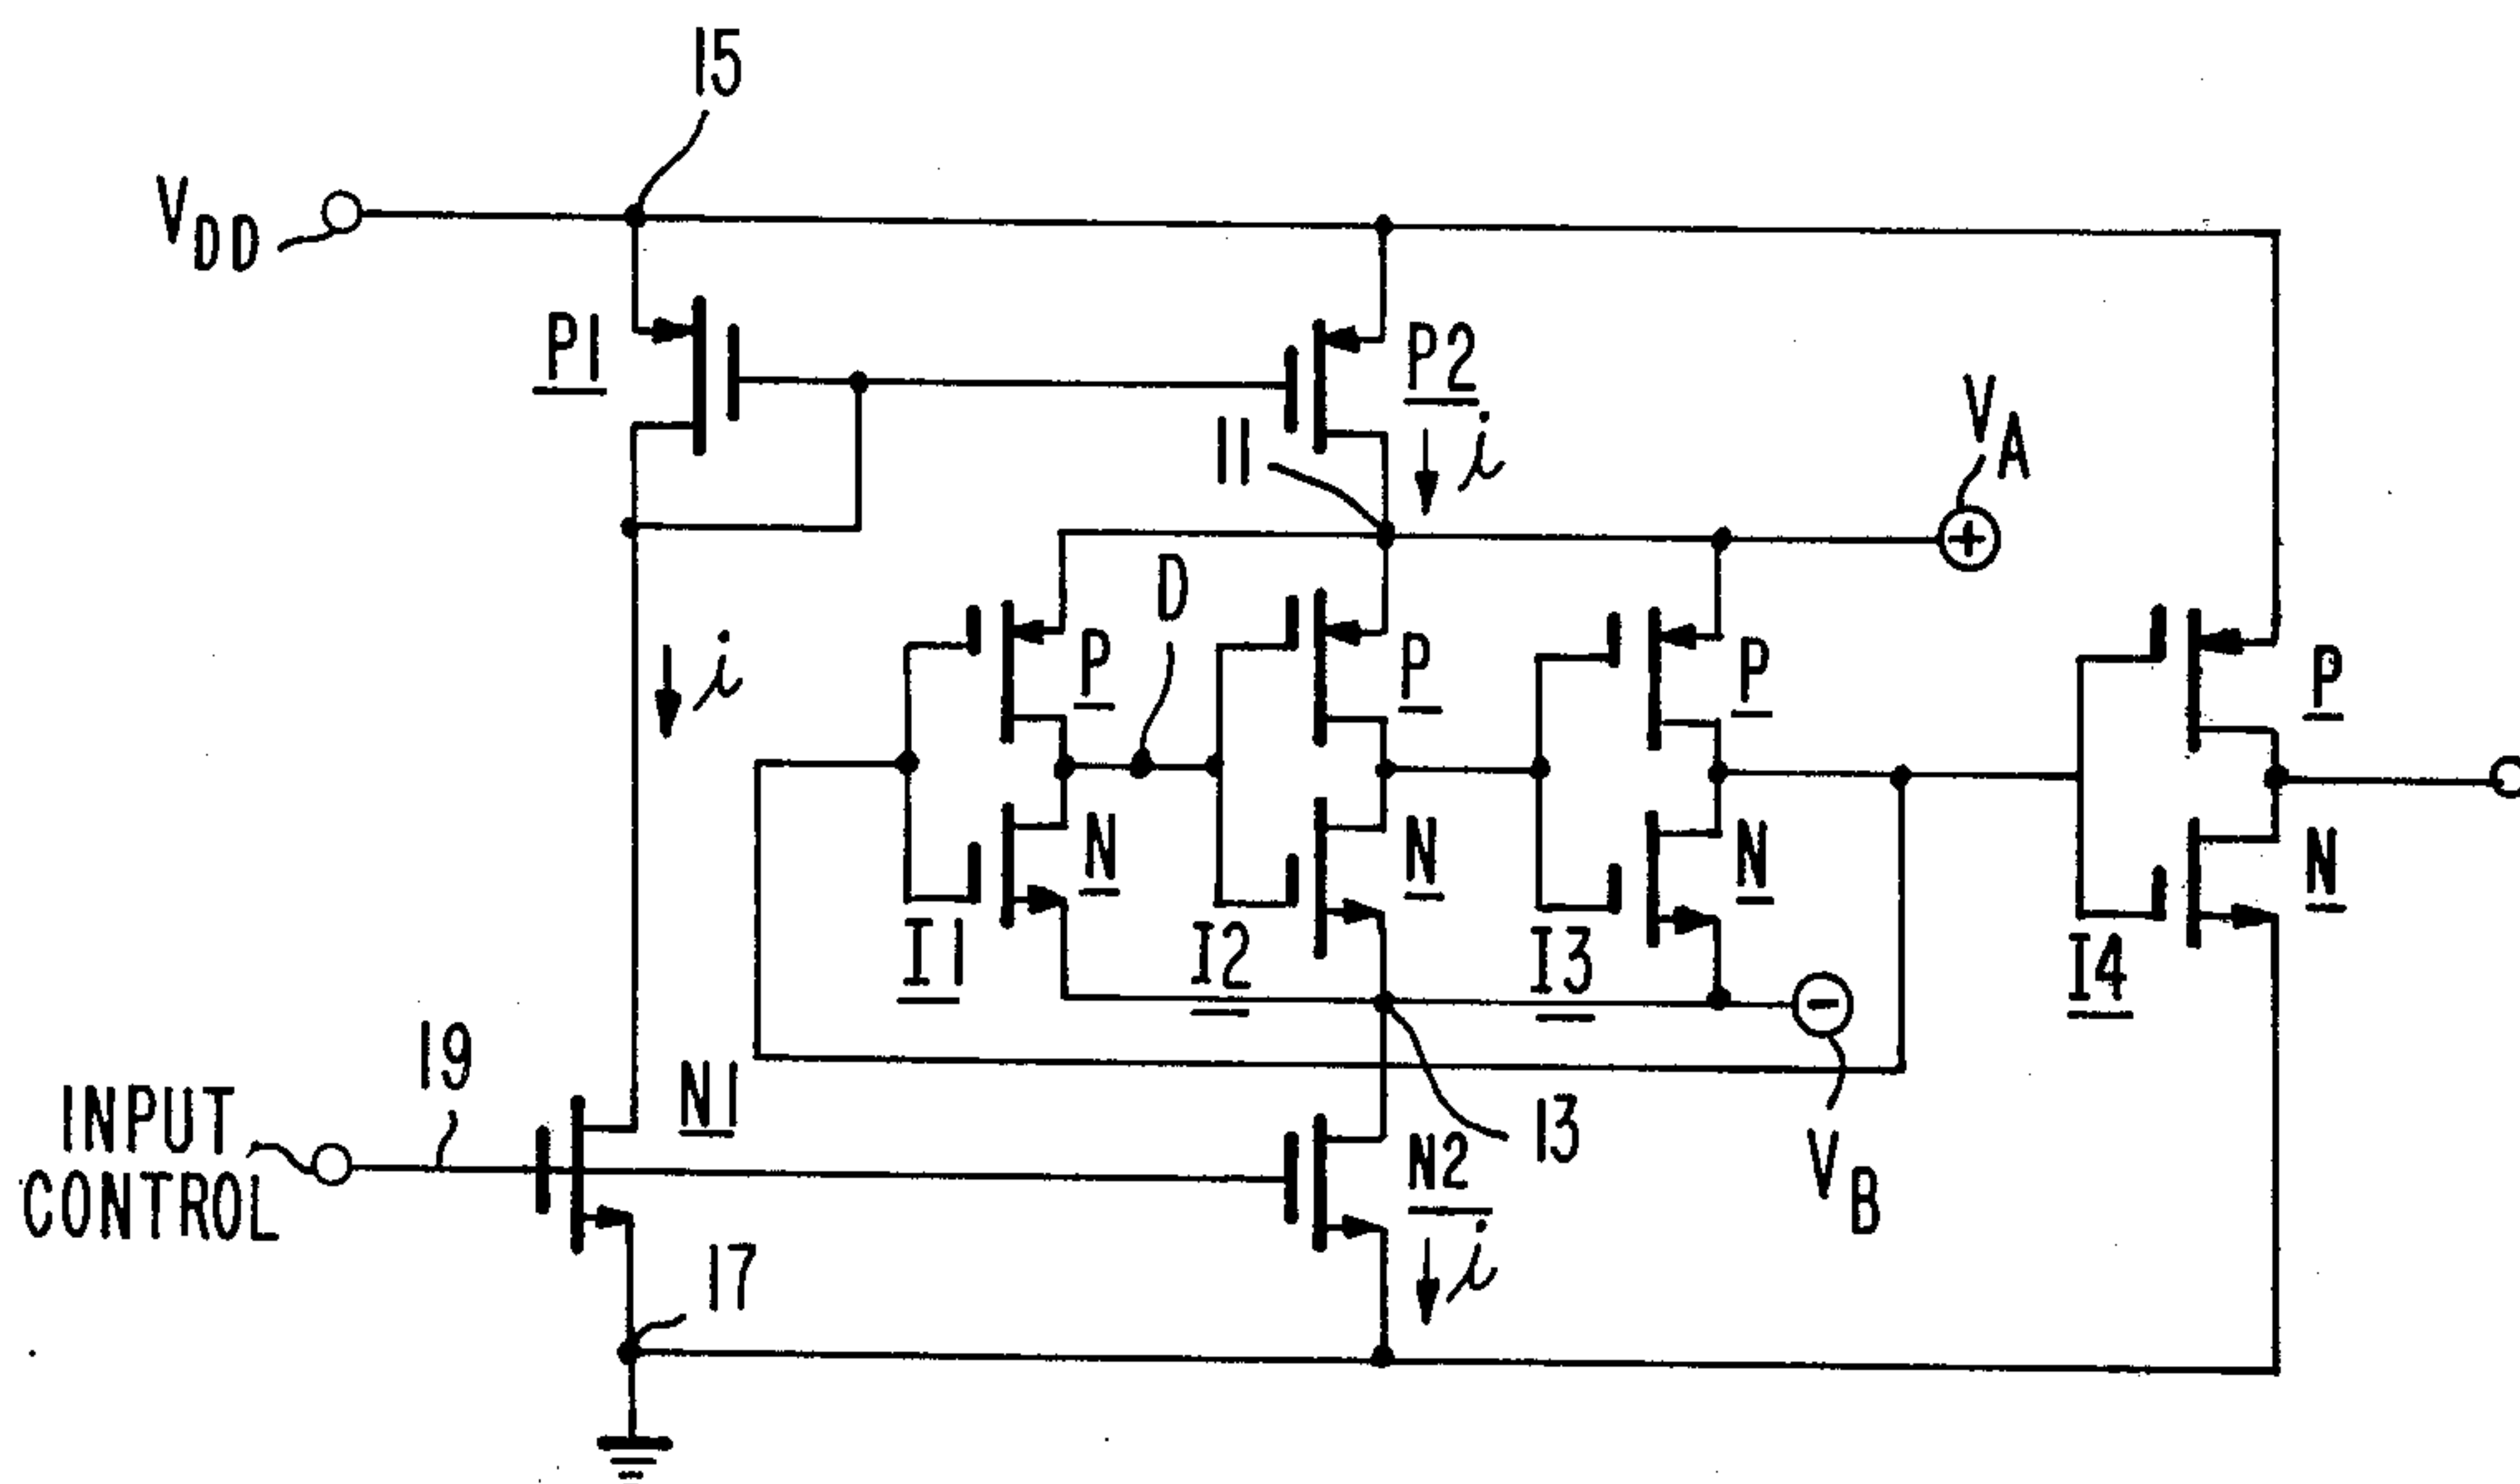 15
VDD
P1
P2
i
11
VA
D
i
P
P
P
P
N
N
N
N
I1
I2
I3
I4
19
INPUT
CONTROL
N1
13
N2
VB
i
17
+
-